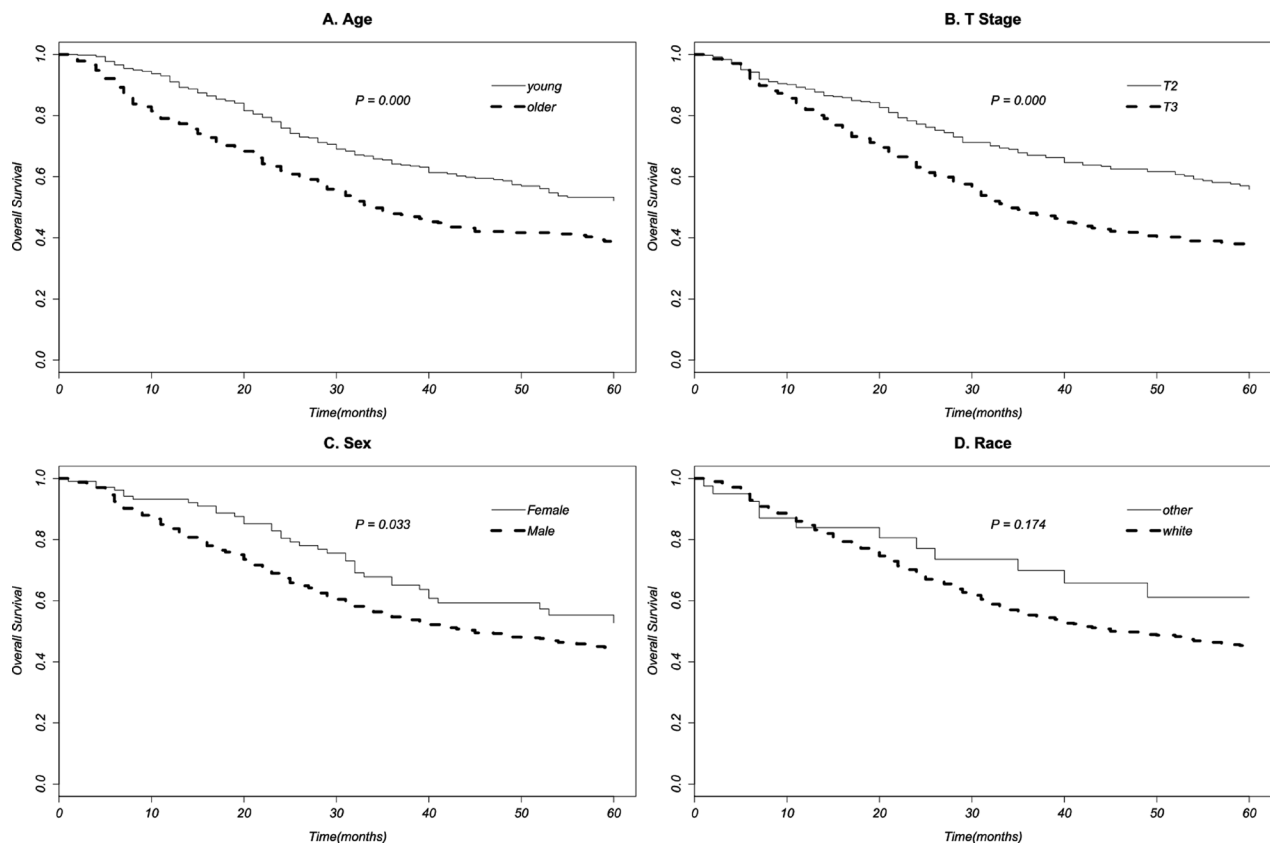 A. Age
1.0
0.8
0.6
0.4
0.2
0.0
Overall Survival
young
older
P = 0.000
0 10 20 30 40 50 60
Time(months)
B. T Stage
1.0
0.8
0.6
0.4
0.2
0.0
Overall Survival
T2
T3
P = 0.000
0 10 20 30 40 50 60
Time(months)
C. Sex
1.0
0.8
0.6
0.4
0.2
0.0
Overall Survival
Female
Male
P = 0.033
0 10 20 30 40 50 60
Time(months)
D. Race
1.0
0.8
0.6
0.4
0.2
0.0
Overall Survival
other
white
P = 0.174
0 10 20 30 40 50 60
Time(months)